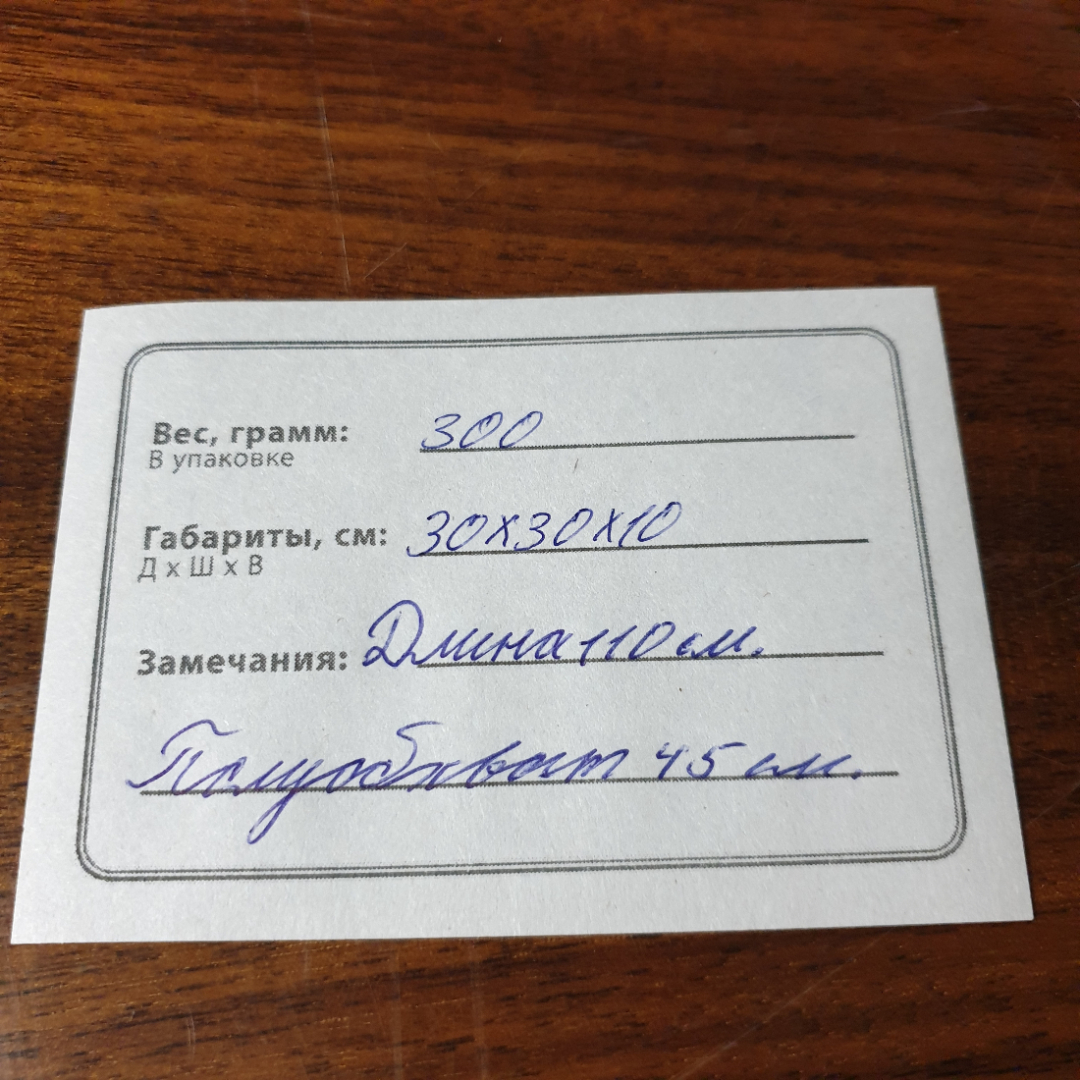 Вес, грамм: 300
В упаковке
Габариты, см: 30х30х10
Д х Ш х В
Замечания: Длина 110 см.
Полуобхват 45 см.